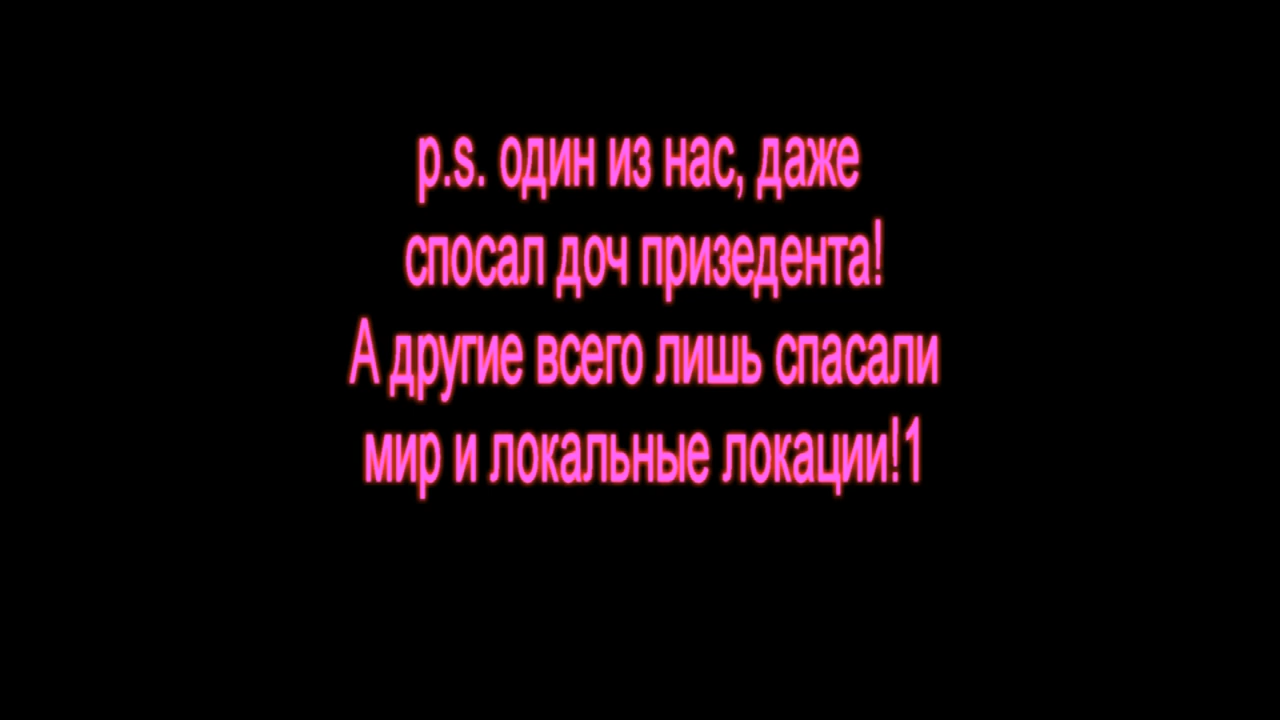 p.s. один из нас, даже
спосал доч призедента!
А другие всего лишь спасали
мир и локальные локации!1